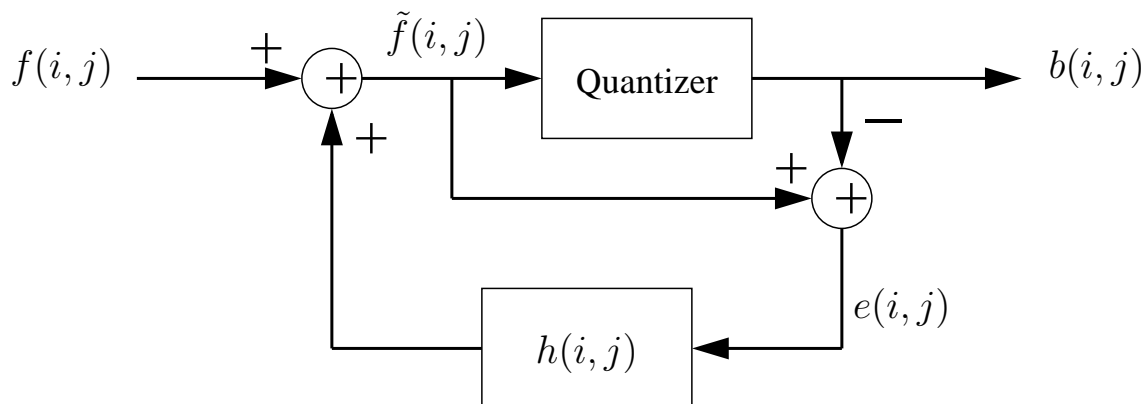 f(i, j)
+
+
f̃(i, j)
Quantizer
b(i, j)
+
−
+
+
e(i, j)
h(i, j)